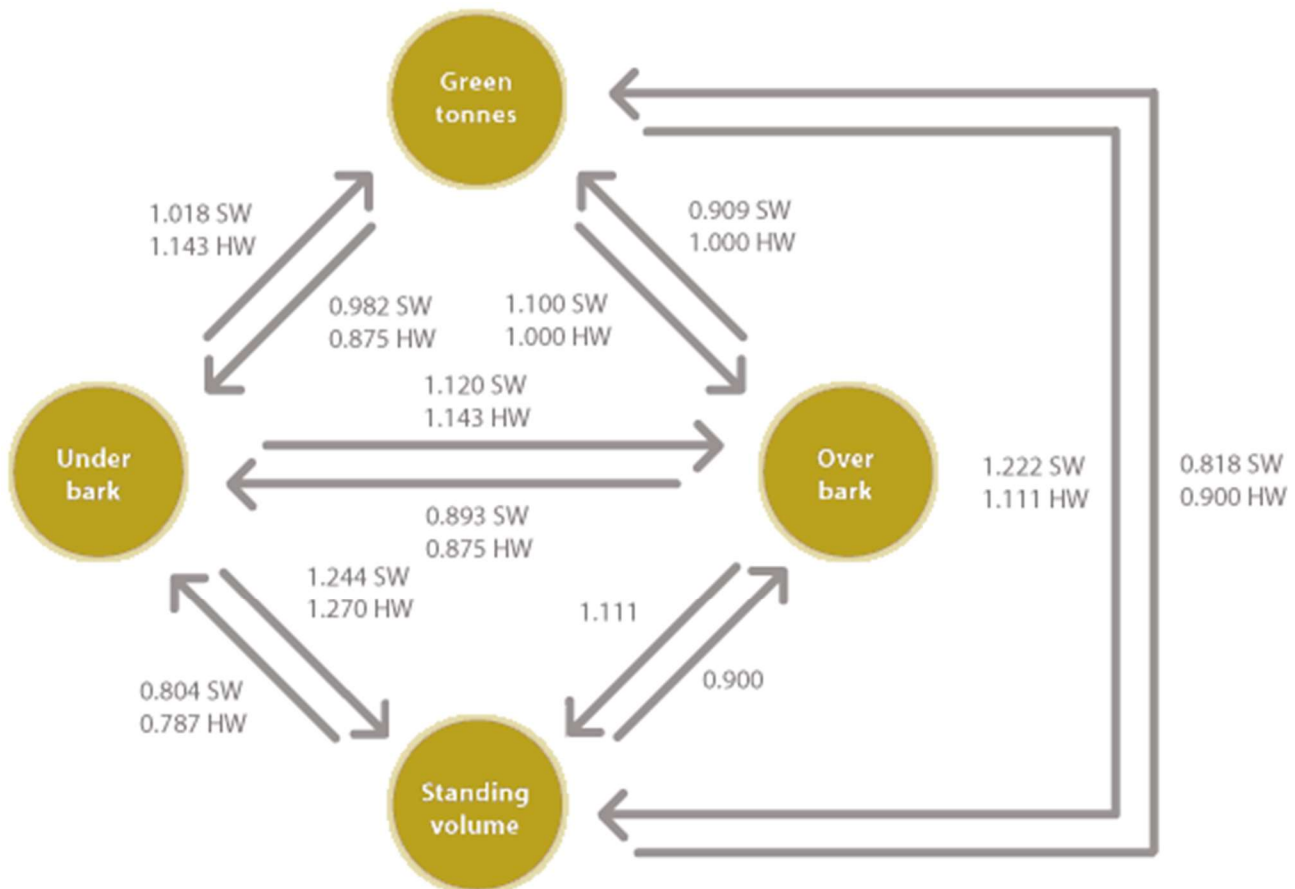 Green
tonnes
1.018 SW
1.143 HW
0.909 SW
1.000 HW
0.982 SW
0.875 HW
1.100 SW
1.000 HW
1.120 SW
1.143 HW
Under
bark
Over
bark
1.222 SW
1.111 HW
0.818 SW
0.900 HW
0.893 SW
0.875 HW
1.244 SW
1.270 HW
1.111
0.900
0.804 SW
0.787 HW
Standing
volume